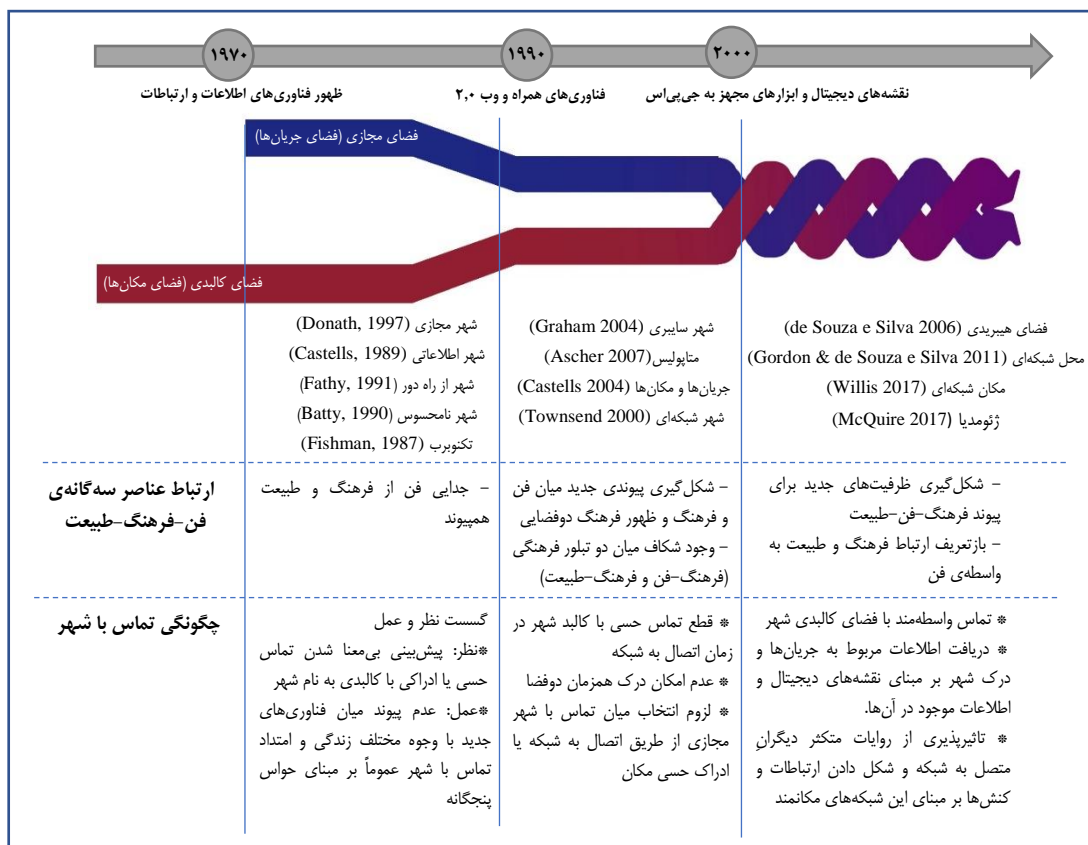 ۱۹۷۰
۱۹۹۰
۲۰۰۰
ظهور فناوری‌های اطلاعات و ارتباطات
فناوری‌های همراه و وب ۲,۰
نقشه‌های دیجیتال و ابزارهای مجهز به جی‌پی‌اس
فضای مجازی (فضای جریان‌ها)
فضای کالبدی (فضای مکان‌ها)
شهر مجازی (Donath, 1997)
شهر اطلاعاتی (Castells, 1989)
شهر از راه دور (Fathy, 1991)
شهر نامحسوس (Batty, 1990)
تکنوبرب (Fishman, 1987)
شهر سایبری (Graham 2004)
متاپولیس(Ascher 2007)
جریان‌ها و مکان‌ها (Castells 2004)
شهر شبکه‌ای (Townsend 2000)
فضای هیبریدی (de Souza e Silva 2006)
محل شبکه‌ای (Gordon & de Souza e Silva 2011)
مکان شبکه‌ای (Willis 2017)
ژئومدیا (McQuire 2017)
ارتباط عناصر سه‌گانه‌ی
فن-فرهنگ-طبیعت
- جدایی فن از فرهنگ و طبیعت
همپیوند
- شکل‌گیری پیوندی جدید میان فن
و فرهنگ و ظهور فرهنگ دوفضایی
- وجود شکاف میان دو تبلور فرهنگی
(فرهنگ-فن و فرهنگ-طبیعت)
- شکل‌گیری ظرفیت‌های جدید برای
پیوند فرهنگ-فن-طبیعت
- بازتعریف ارتباط فرهنگ و طبیعت به
واسطه‌ی فن
چگونگی تماس با شهر
گسست نظر و عمل
*نظر: پیش‌بینی بی‌معنا شدن تماس
حسی یا ادراکی با کالبدی به نام شهر
*عمل: عدم پیوند میان فناوری‌های
جدید با وجوه مختلف زندگی و امتداد
تماس با شهر عموماً بر مبنای حواس
پنجگانه
* قطع تماس حسی با کالبد شهر در
زمان اتصال به شبکه
* عدم امکان درک همزمان دوفضا
* لزوم انتخاب میان تماس با شهر
مجازی از طریق اتصال به شبکه یا
ادراک حسی مکان
* تماس واسطه‌مند با فضای کالبدی شهر
* دریافت اطلاعات مربوط به جریان‌ها و
درک شهر بر مبنای نقشه‌های دیجیتال و
اطلاعات موجود در آن‌ها.
* تاثیرپذیری از روایات متکثر دیگرانِ
متصل به شبکه و شکل دادن ارتباطات و
کنش‌ها بر مبنای این شبکه‌های مکانمند